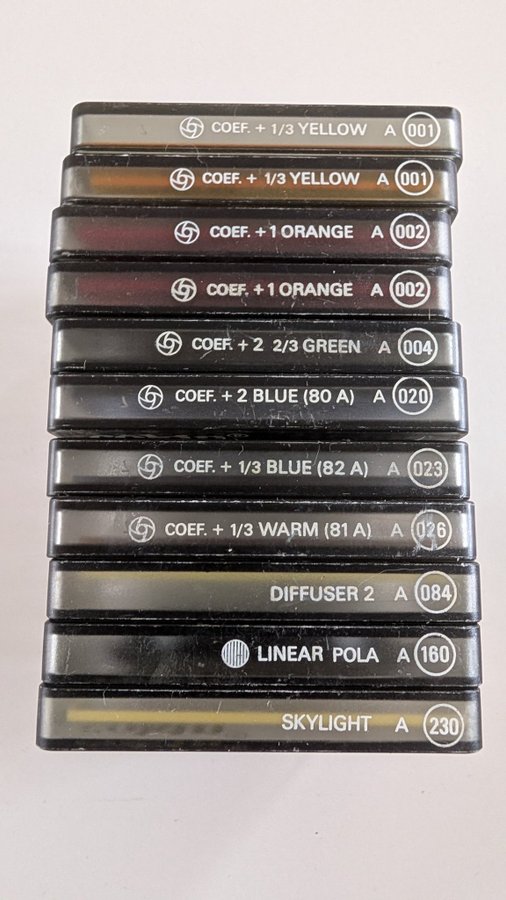 COEF. + 1/3 YELLOW A 001
COEF. + 1/3 YELLOW A 001
COEF. + 1 ORANGE A 002
COEF. + 1 ORANGE A 002
COEF. + 2 2/3 GREEN A 004
COEF. + 2 BLUE (80 A) A 020
COEF. + 1/3 BLUE (82 A) A 023
COEF. + 1/3 WARM (81 A) A 026
DIFFUSER 2 A 084
LINEAR POLA A 160
SKYLIGHT A 230